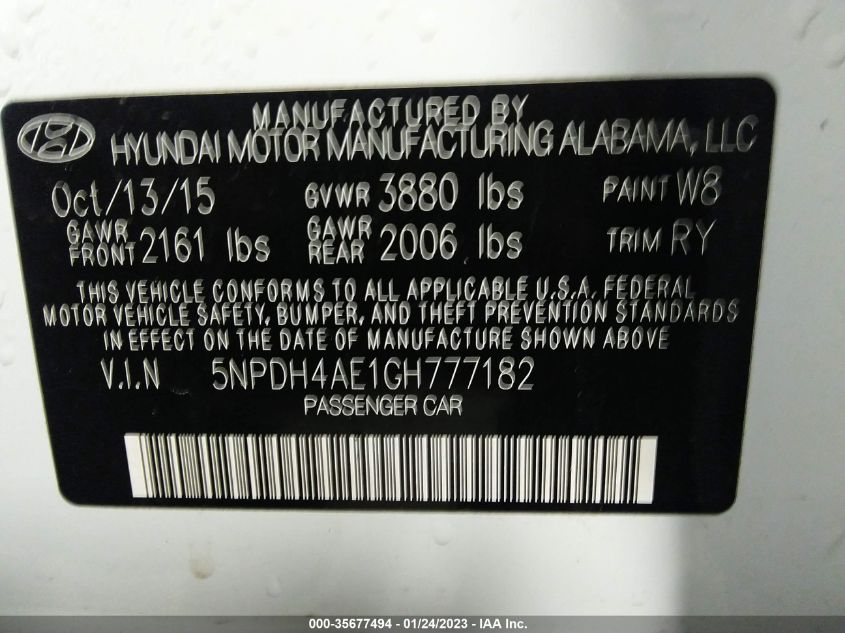 MANUFACTURED BY
HYUNDAI MOTOR MANUFACTURING ALABAMA, LLC
Oct/13/15 GVWR 3880 lbs PAINT W8
GAWR FRONT 2161 lbs GAWR REAR 2006 lbs TRIM RY
THIS VEHICLE CONFORMS TO ALL APPLICABLE U.S.A. FEDERAL
MOTOR VEHICLE SAFETY, BUMPER, AND THEFT PREVENTION STANDARDS
IN EFFECT ON THE DATE OF MANUFACTURE SHOWN ABOVE
V.I.N 5NPDH4AE1GH777182
PASSENGER CAR
000-35677494 - 01/24/2023 - IAA Inc.